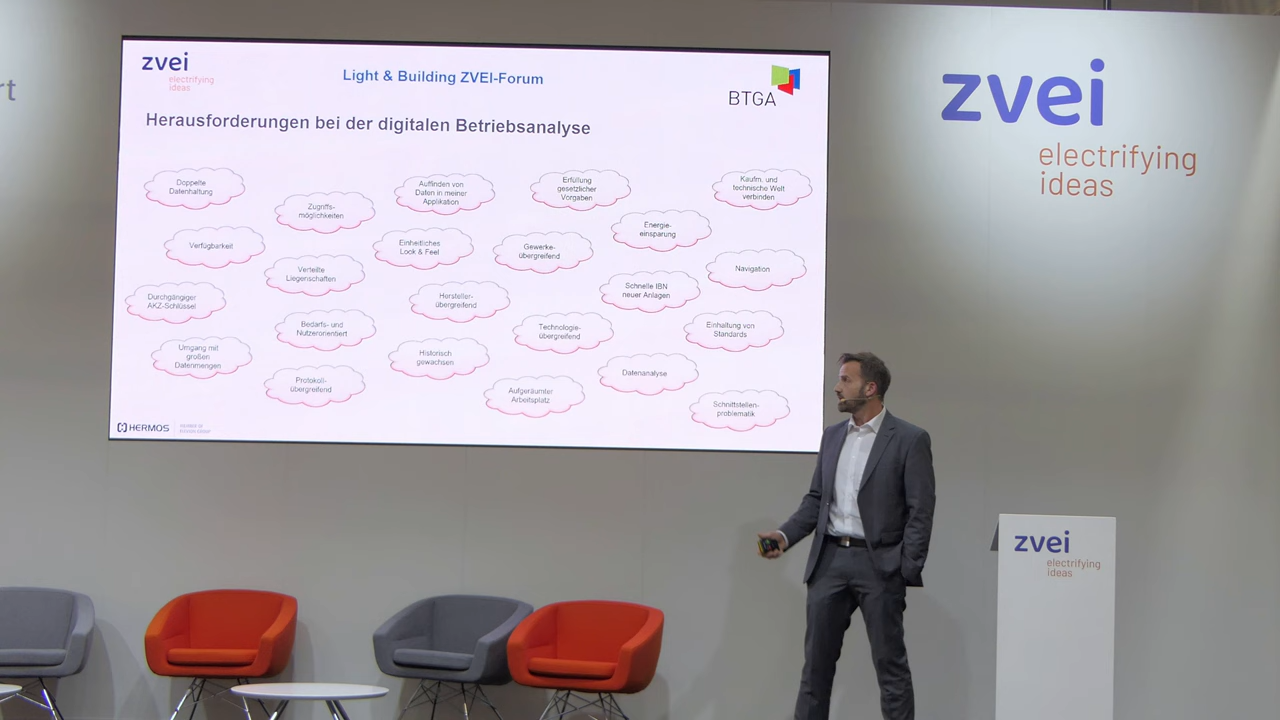 rt
zvei
electrifying
ideas
Light & Building ZVEI-Forum
BTGA
Herausforderungen bei der digitalen Betriebsanalyse
Doppelte
Datenhaltung
Zugriffs-
möglichkeiten
Auffinden von
Daten in meiner
Applikation
Erfüllung
gesetzlicher
Vorgaben
Kaufm. und
technische Welt
verbinden
Verfügbarkeit
Einheitliches
Look & Feel
Gewerke-
übergreifend
Energie-
einsparung
Verteilte
Liegenschaften
Navigation
Durchgängiger
AKZ-Schlüssel
Hersteller-
übergreifend
Schnelle IBN
neuer Anlagen
Bedarfs- und
Nutzerorientiert
Technologie-
übergreifend
Einhaltung von
Standards
Umgang mit
großen
Datenmengen
Historisch
gewachsen
Datenanalyse
Protokoll-
übergreifend
Aufgeräumter
Arbeitsplatz
Schnittstellen-
problematik
HERMOS
zvei
electrifying
ideas
zvei
electrifying
ideas